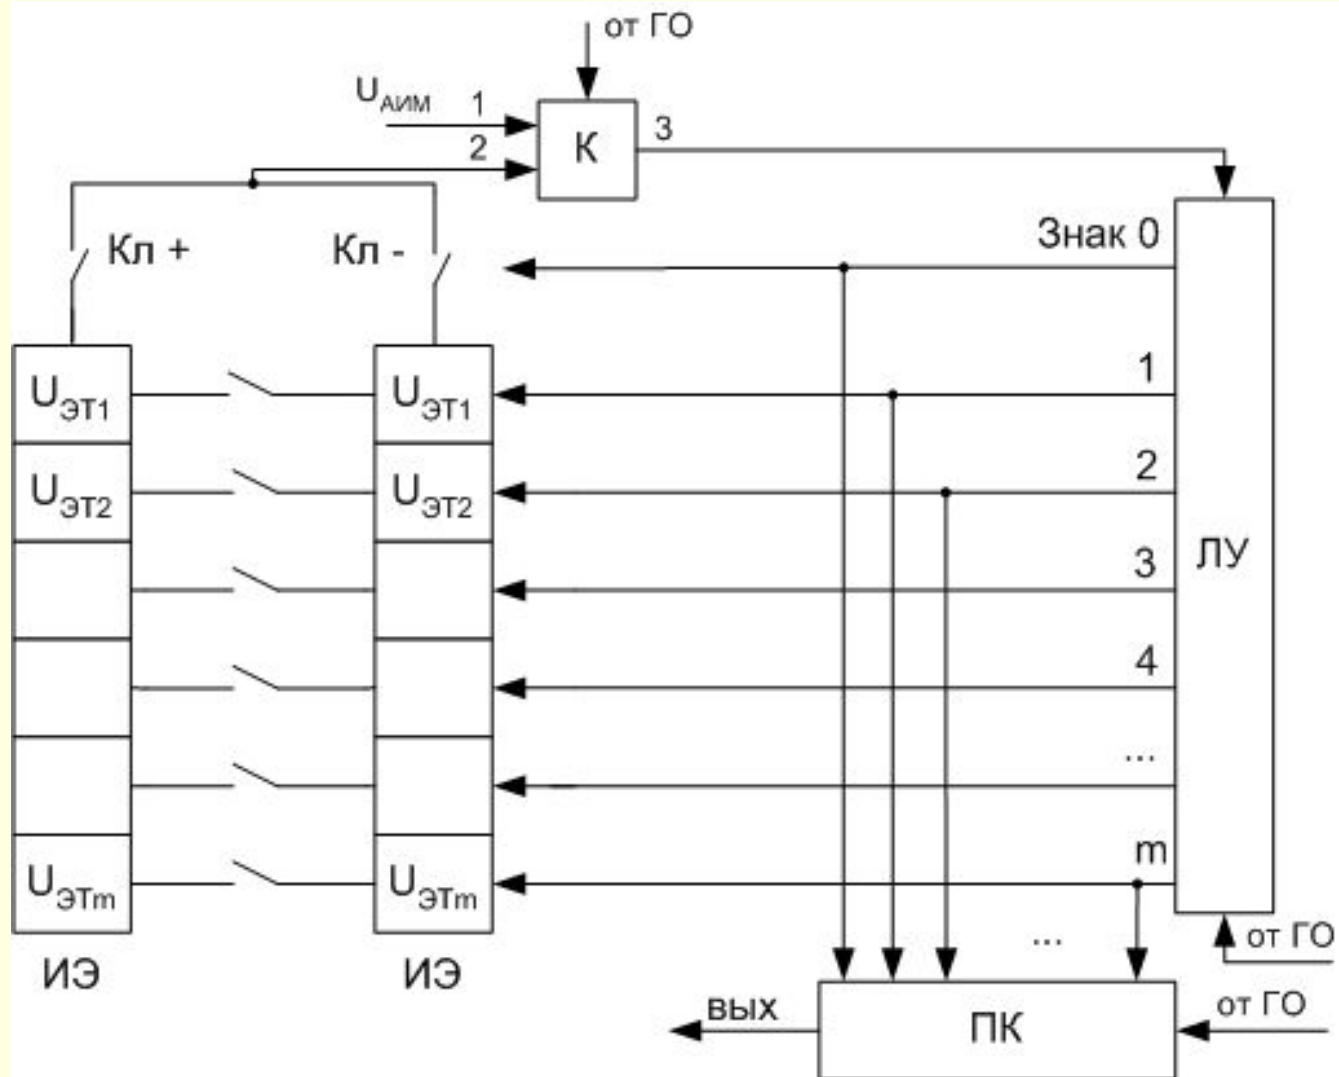 от ГО
UАИМ 1
2
К
3
Кл +
Кл -
Знак 0
UЭТ1
UЭТ1
1
UЭТ2
UЭТ2
2
3
ЛУ
4
...
UЭТm
UЭТm
m
ИЭ
ИЭ
...
от ГО
вых
ПК
от ГО